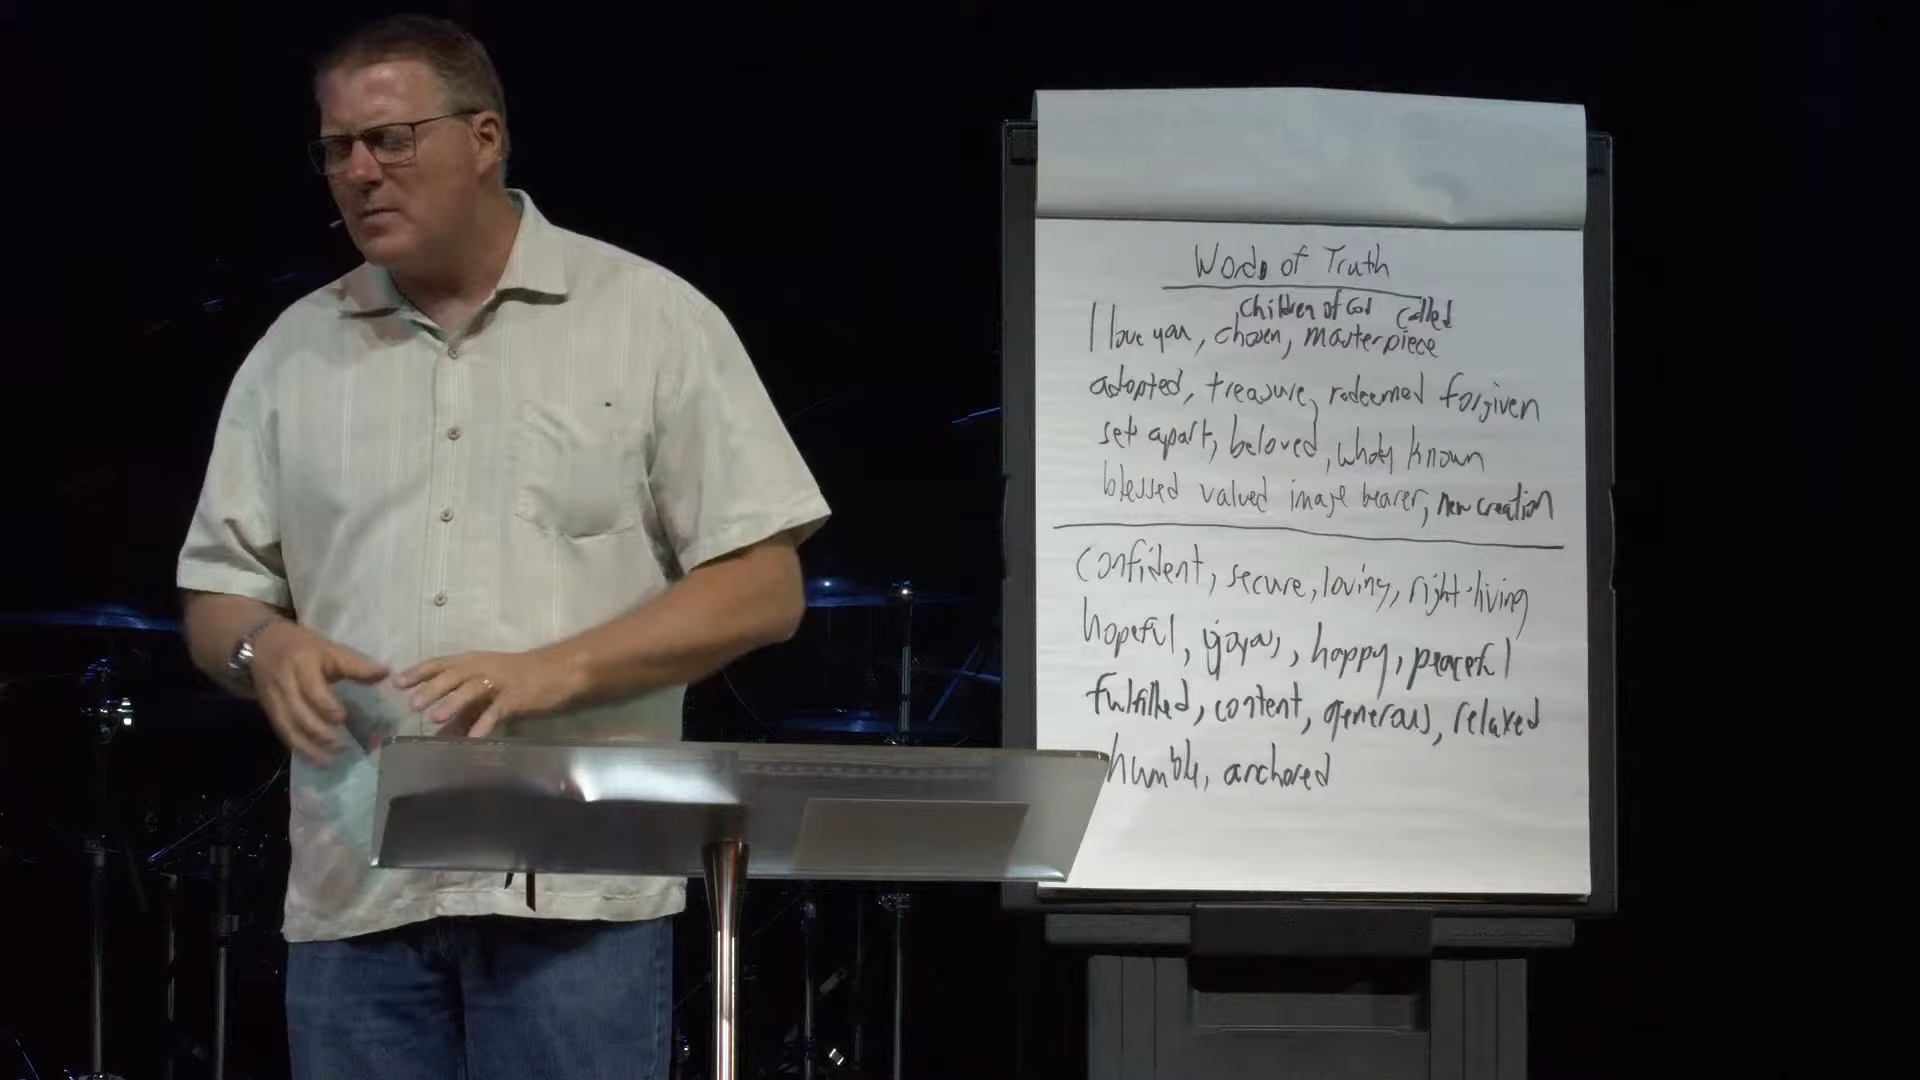 Words of Truth
children of God called
I love you, chosen, masterpiece
adopted, treasure, redeemed forgiven
set apart, beloved, wholy known
blessed valued image bearer, new creation
confident, secure, loving, right-living
hopeful, joyous, happy, peaceful
fulfilled, content, generous, relaxed
humble, anchored